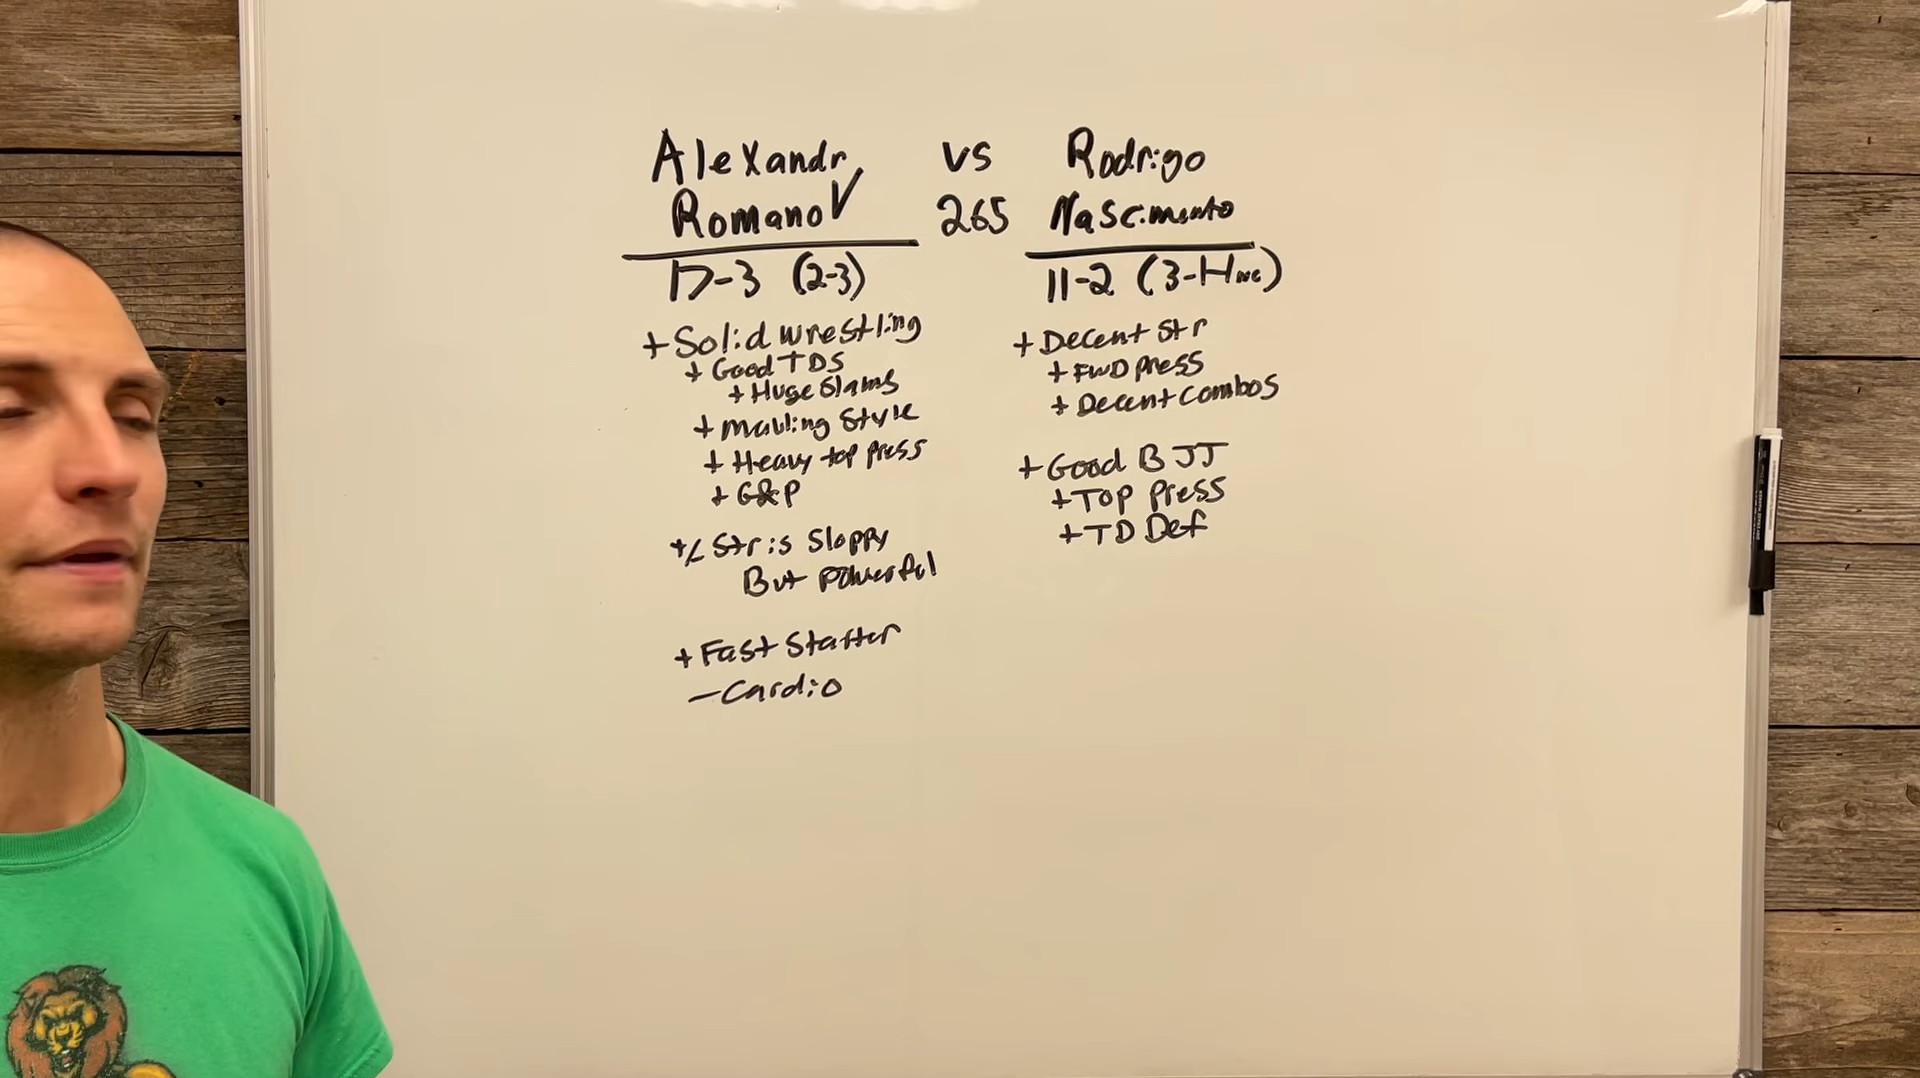 Alexandr vs Rodrigo
Romanov 265 Nascimento
17-3 (2-3)
+ Solid wrestling
+ Good TDS
+ Huge Slams
+ Mauling Style
+ Heavy top press
+ G&P
+/- Str is Sloppy
But powerful
+ Fast Starter
- Cardio
11-2 (3-1
+ Decent Str
+ FWD press
+ Decent Combos
+ Good BJJ
+ Top Press
+ TD Def